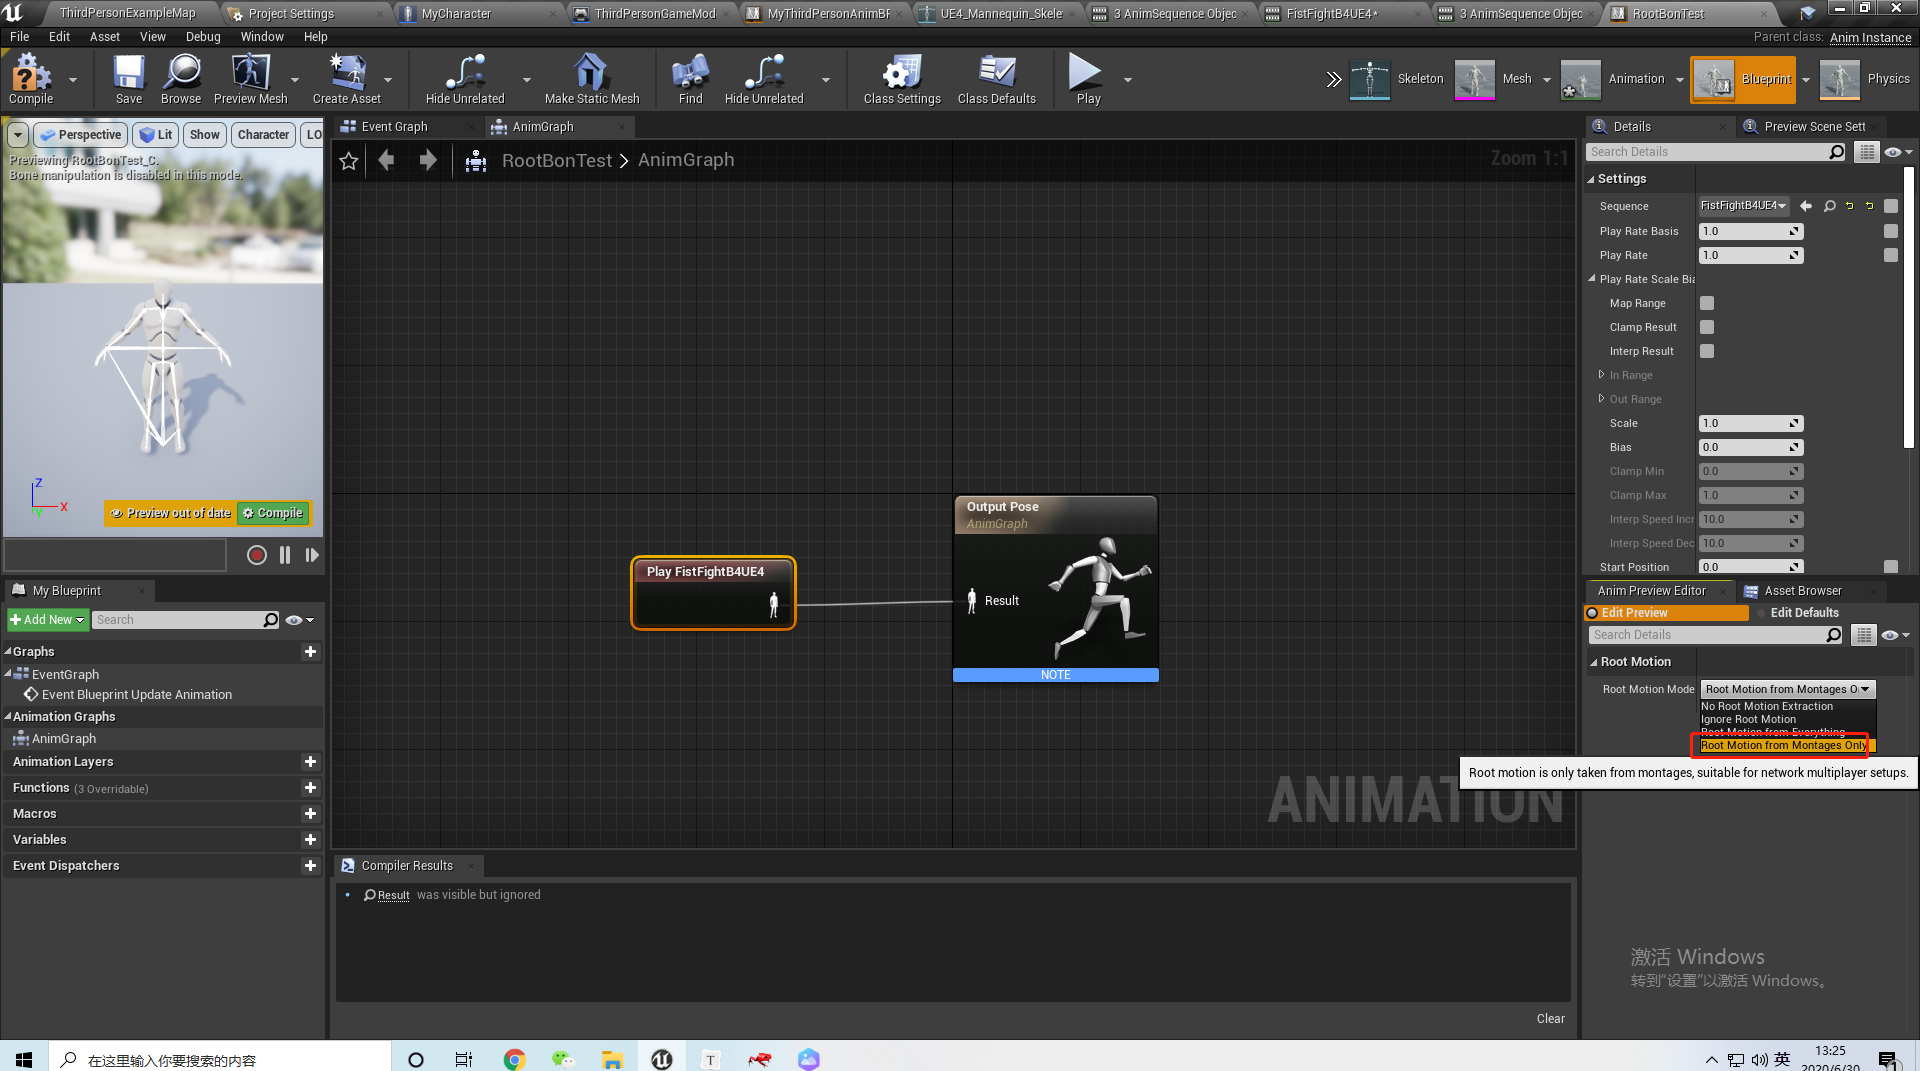 ThirdPersonExampleMap
Project Settings
MyCharacter
ThirdPersonGameMod
MyThirdPersonAnimBF
UE4_Mannequin_Skele
3 AnimSequence Objec
FistFightB4UE4*
3 AnimSequence Objec
RootBonTest
File Edit Asset View Debug Window Help
Parent class: Anim Instance
Compile
Save
Browse
Preview Mesh
Create Asset
Hide Unrelated
Make Static Mesh
Find
Hide Unrelated
Class Settings
Class Defaults
Play
Skeleton
Mesh
Animation
Blueprint
Physics
Perspective
Lit
Show
Character
LO
Previewing RootBonTest_C.
Bone manipulation is disabled in this mode.
Z
X
Y
Preview out of date
Compile
Event Graph
AnimGraph
RootBonTest > AnimGraph
Zoom 1:1
Play FistFightB4UE4
Output Pose
AnimGraph
Result
NOTE
ANIMATION
My Blueprint
Add New
Search
Graphs
EventGraph
Event Blueprint Update Animation
Animation Graphs
AnimGraph
Animation Layers
Functions (3 Overridable)
Macros
Variables
Event Dispatchers
Compiler Results
Result was visible but ignored
Clear
Details
Preview Scene Sett
Search Details
Settings
Sequence FistFightB4UE4
Play Rate Basis 1.0
Play Rate 1.0
Play Rate Scale Bia
Map Range
Clamp Result
Interp Result
In Range
Out Range
Scale 1.0
Bias 0.0
Clamp Min 0.0
Clamp Max 1.0
Interp Speed Incr 10.0
Interp Speed Dec 10.0
Start Position 0.0
Anim Preview Editor
Asset Browser
Edit Preview
Edit Defaults
Search Details
Root Motion
Root Motion Mode Root Motion from Montages O
No Root Motion Extraction
Ignore Root Motion
Root Motion from Everything
Root Motion from Montages Only
Root motion is only taken from montages, suitable for network multiplayer setups.
激活 Windows
转到"设置"以激活 Windows。
在这里输入你要搜索的内容
T
英
13:25
2020/6/30
1